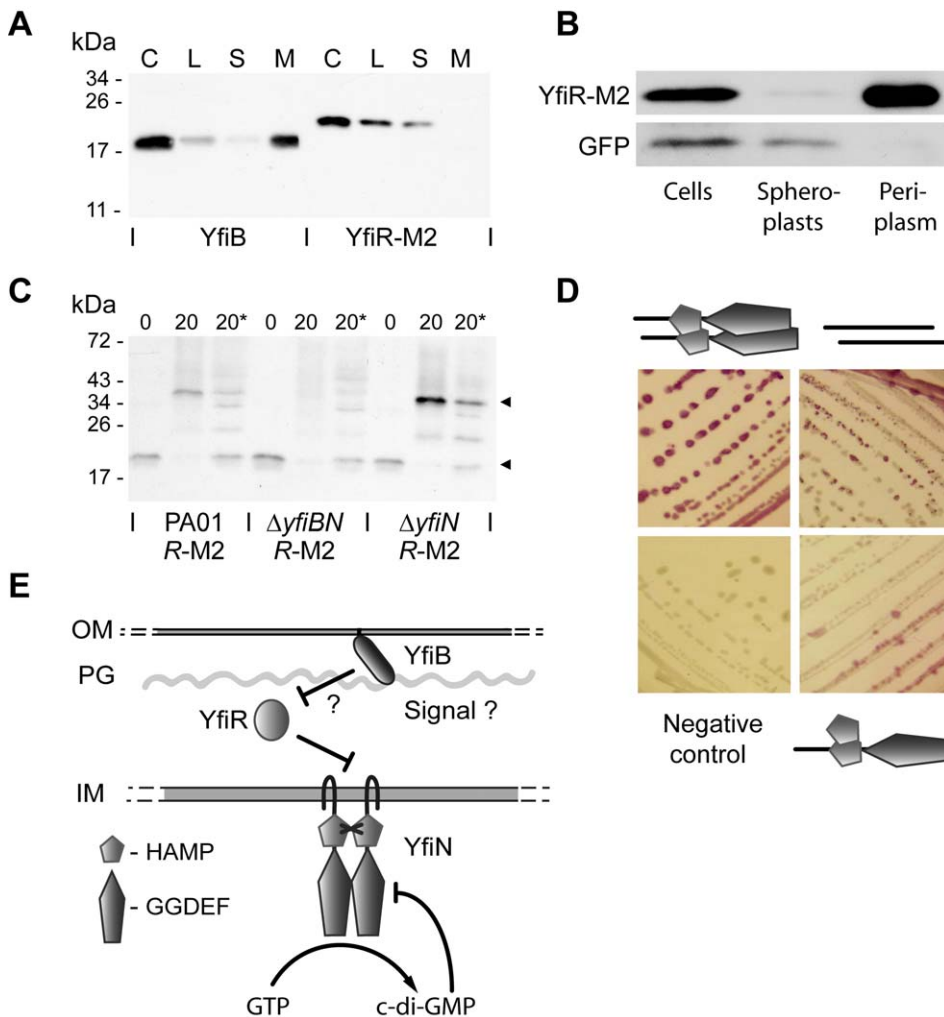 A
kDa
C L S M C L S M
34 -
26 -
17 -
11 -
I YfiB I YfiR-M2 I
B
YfiR-M2
GFP
Cells
Sphero-
plasts
Peri-
plasm
C
kDa
0 20 20* 0 20 20* 0 20 20*
72 -
43 -
34 -
26 -
17 -
I PA01 I ΔyfiBN I ΔyfiN I
R-M2 R-M2 R-M2
D
Negative
control
E
OM
YfiB
PG
?
Signal ?
YfiR
IM
YfiN
- HAMP
- GGDEF
GTP
c-di-GMP